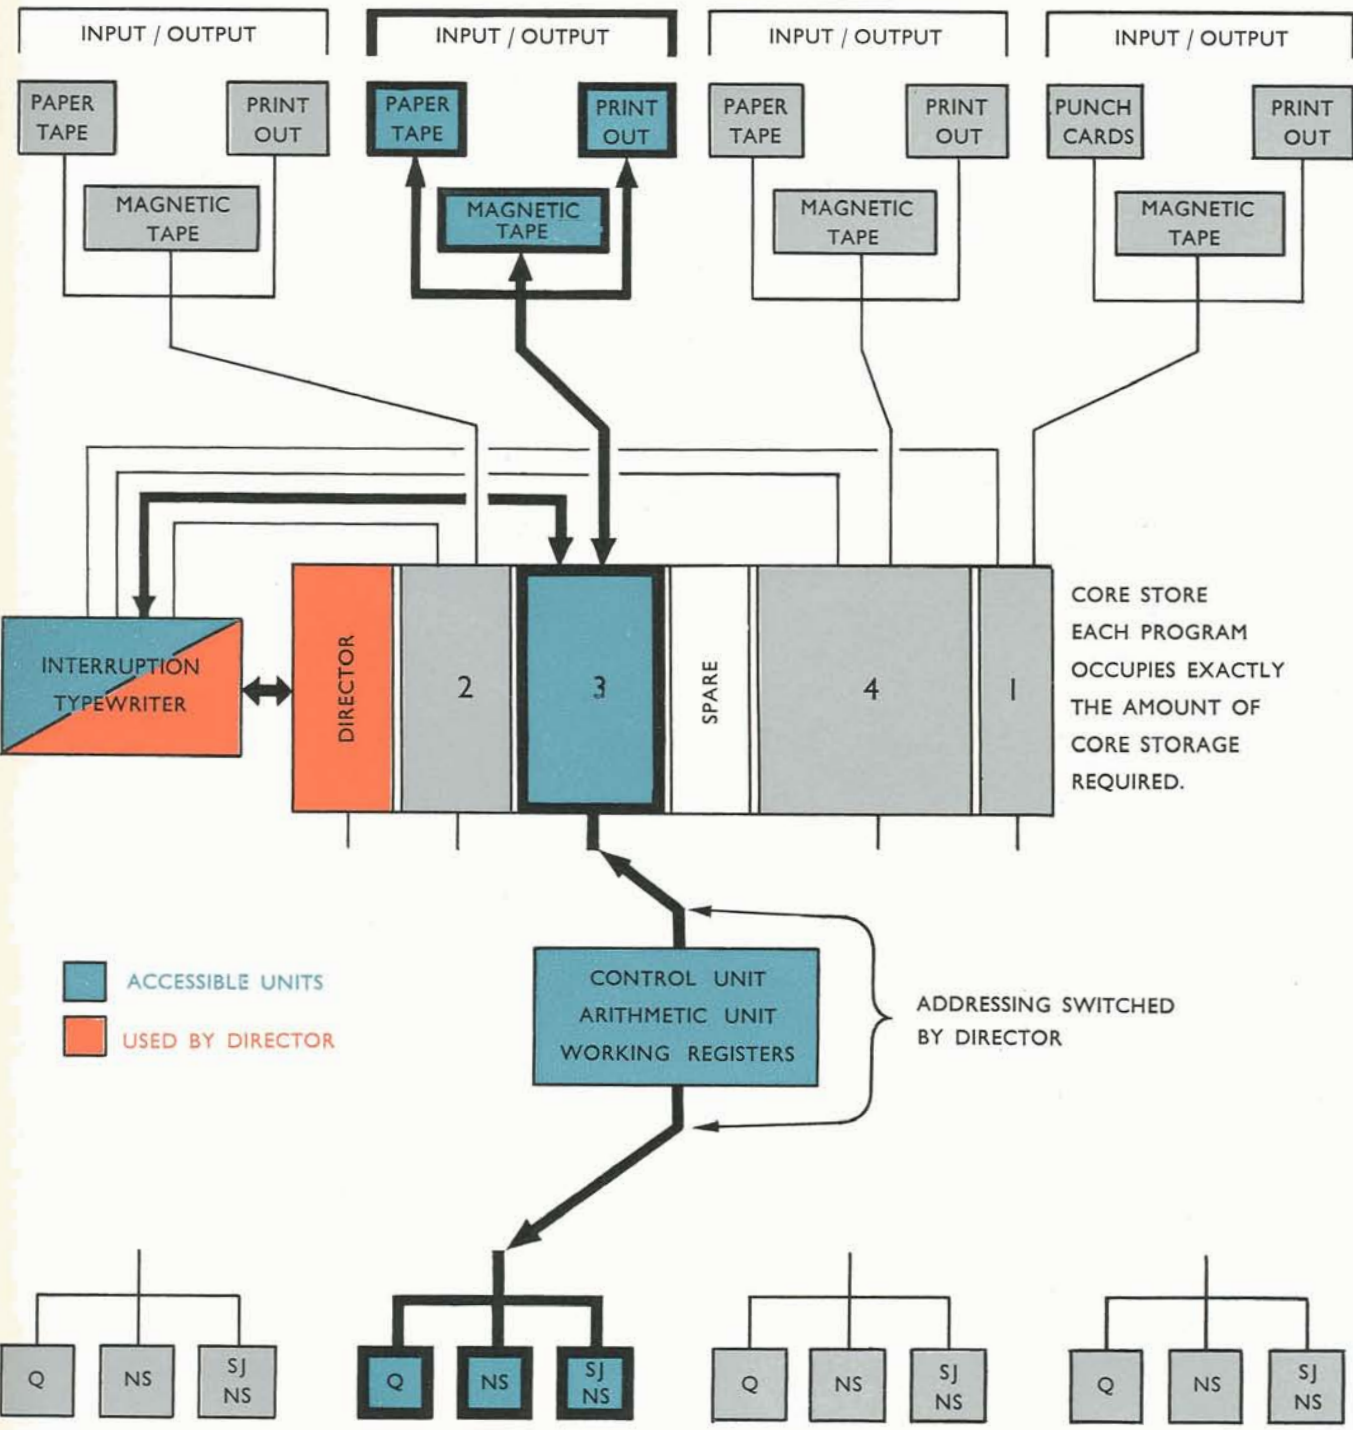 INPUT / OUTPUT
INPUT / OUTPUT
INPUT / OUTPUT
INPUT / OUTPUT
PAPER
TAPE
PRINT
OUT
PAPER
TAPE
PRINT
OUT
PAPER
TAPE
PRINT
OUT
PUNCH
CARDS
PRINT
OUT
MAGNETIC
TAPE
MAGNETIC
TAPE
MAGNETIC
TAPE
MAGNETIC
TAPE
INTERRUPTION
TYPEWRITER
DIRECTOR
2
3
SPARE
4
1
CORE STORE
EACH PROGRAM
OCCUPIES EXACTLY
THE AMOUNT OF
CORE STORAGE
REQUIRED.
ACCESSIBLE UNITS
USED BY DIRECTOR
CONTROL UNIT
ARITHMETIC UNIT
WORKING REGISTERS
ADDRESSING SWITCHED
BY DIRECTOR
Q
NS
SJ
NS
Q
NS
SJ
NS
Q
NS
SJ
NS
Q
NS
SJ
NS